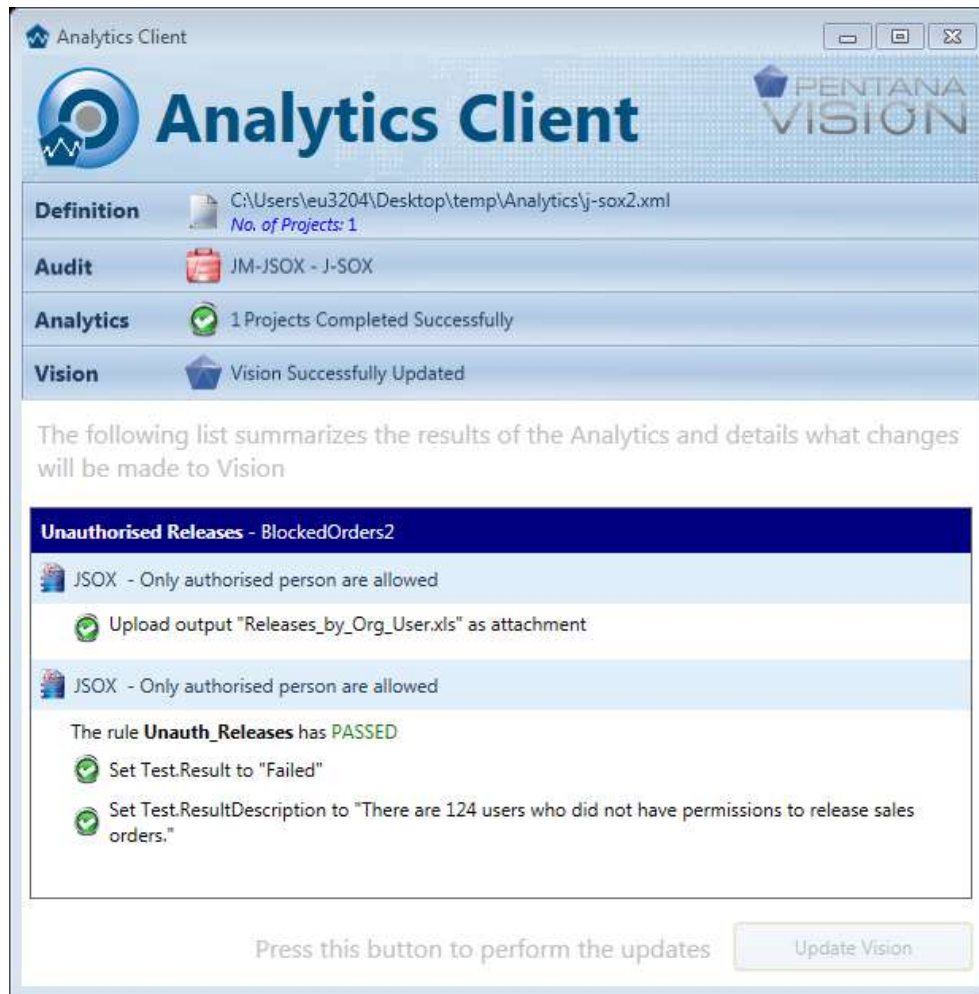 Analytics Client
Analytics Client
PENTANA
VISION
Definition
C:\Users\eu3204\Desktop\temp\Analytics\j-sox2.xml
No. of Projects: 1
Audit
JM-JSOX - J-SOX
Analytics
1 Projects Completed Successfully
Vision
Vision Successfully Updated
The following list summarizes the results of the Analytics and details what changes
will be made to Vision
Unauthorised Releases - BlockedOrders2
JSOX - Only authorised person are allowed
Upload output "Releases_by_Org_User.xls" as attachment
JSOX - Only authorised person are allowed
The rule Unauth_Releases has PASSED
Set Test.Result to "Failed"
Set Test.ResultDescription to "There are 124 users who did not have permissions to release sales
orders."
Press this button to perform the updates
Update Vision